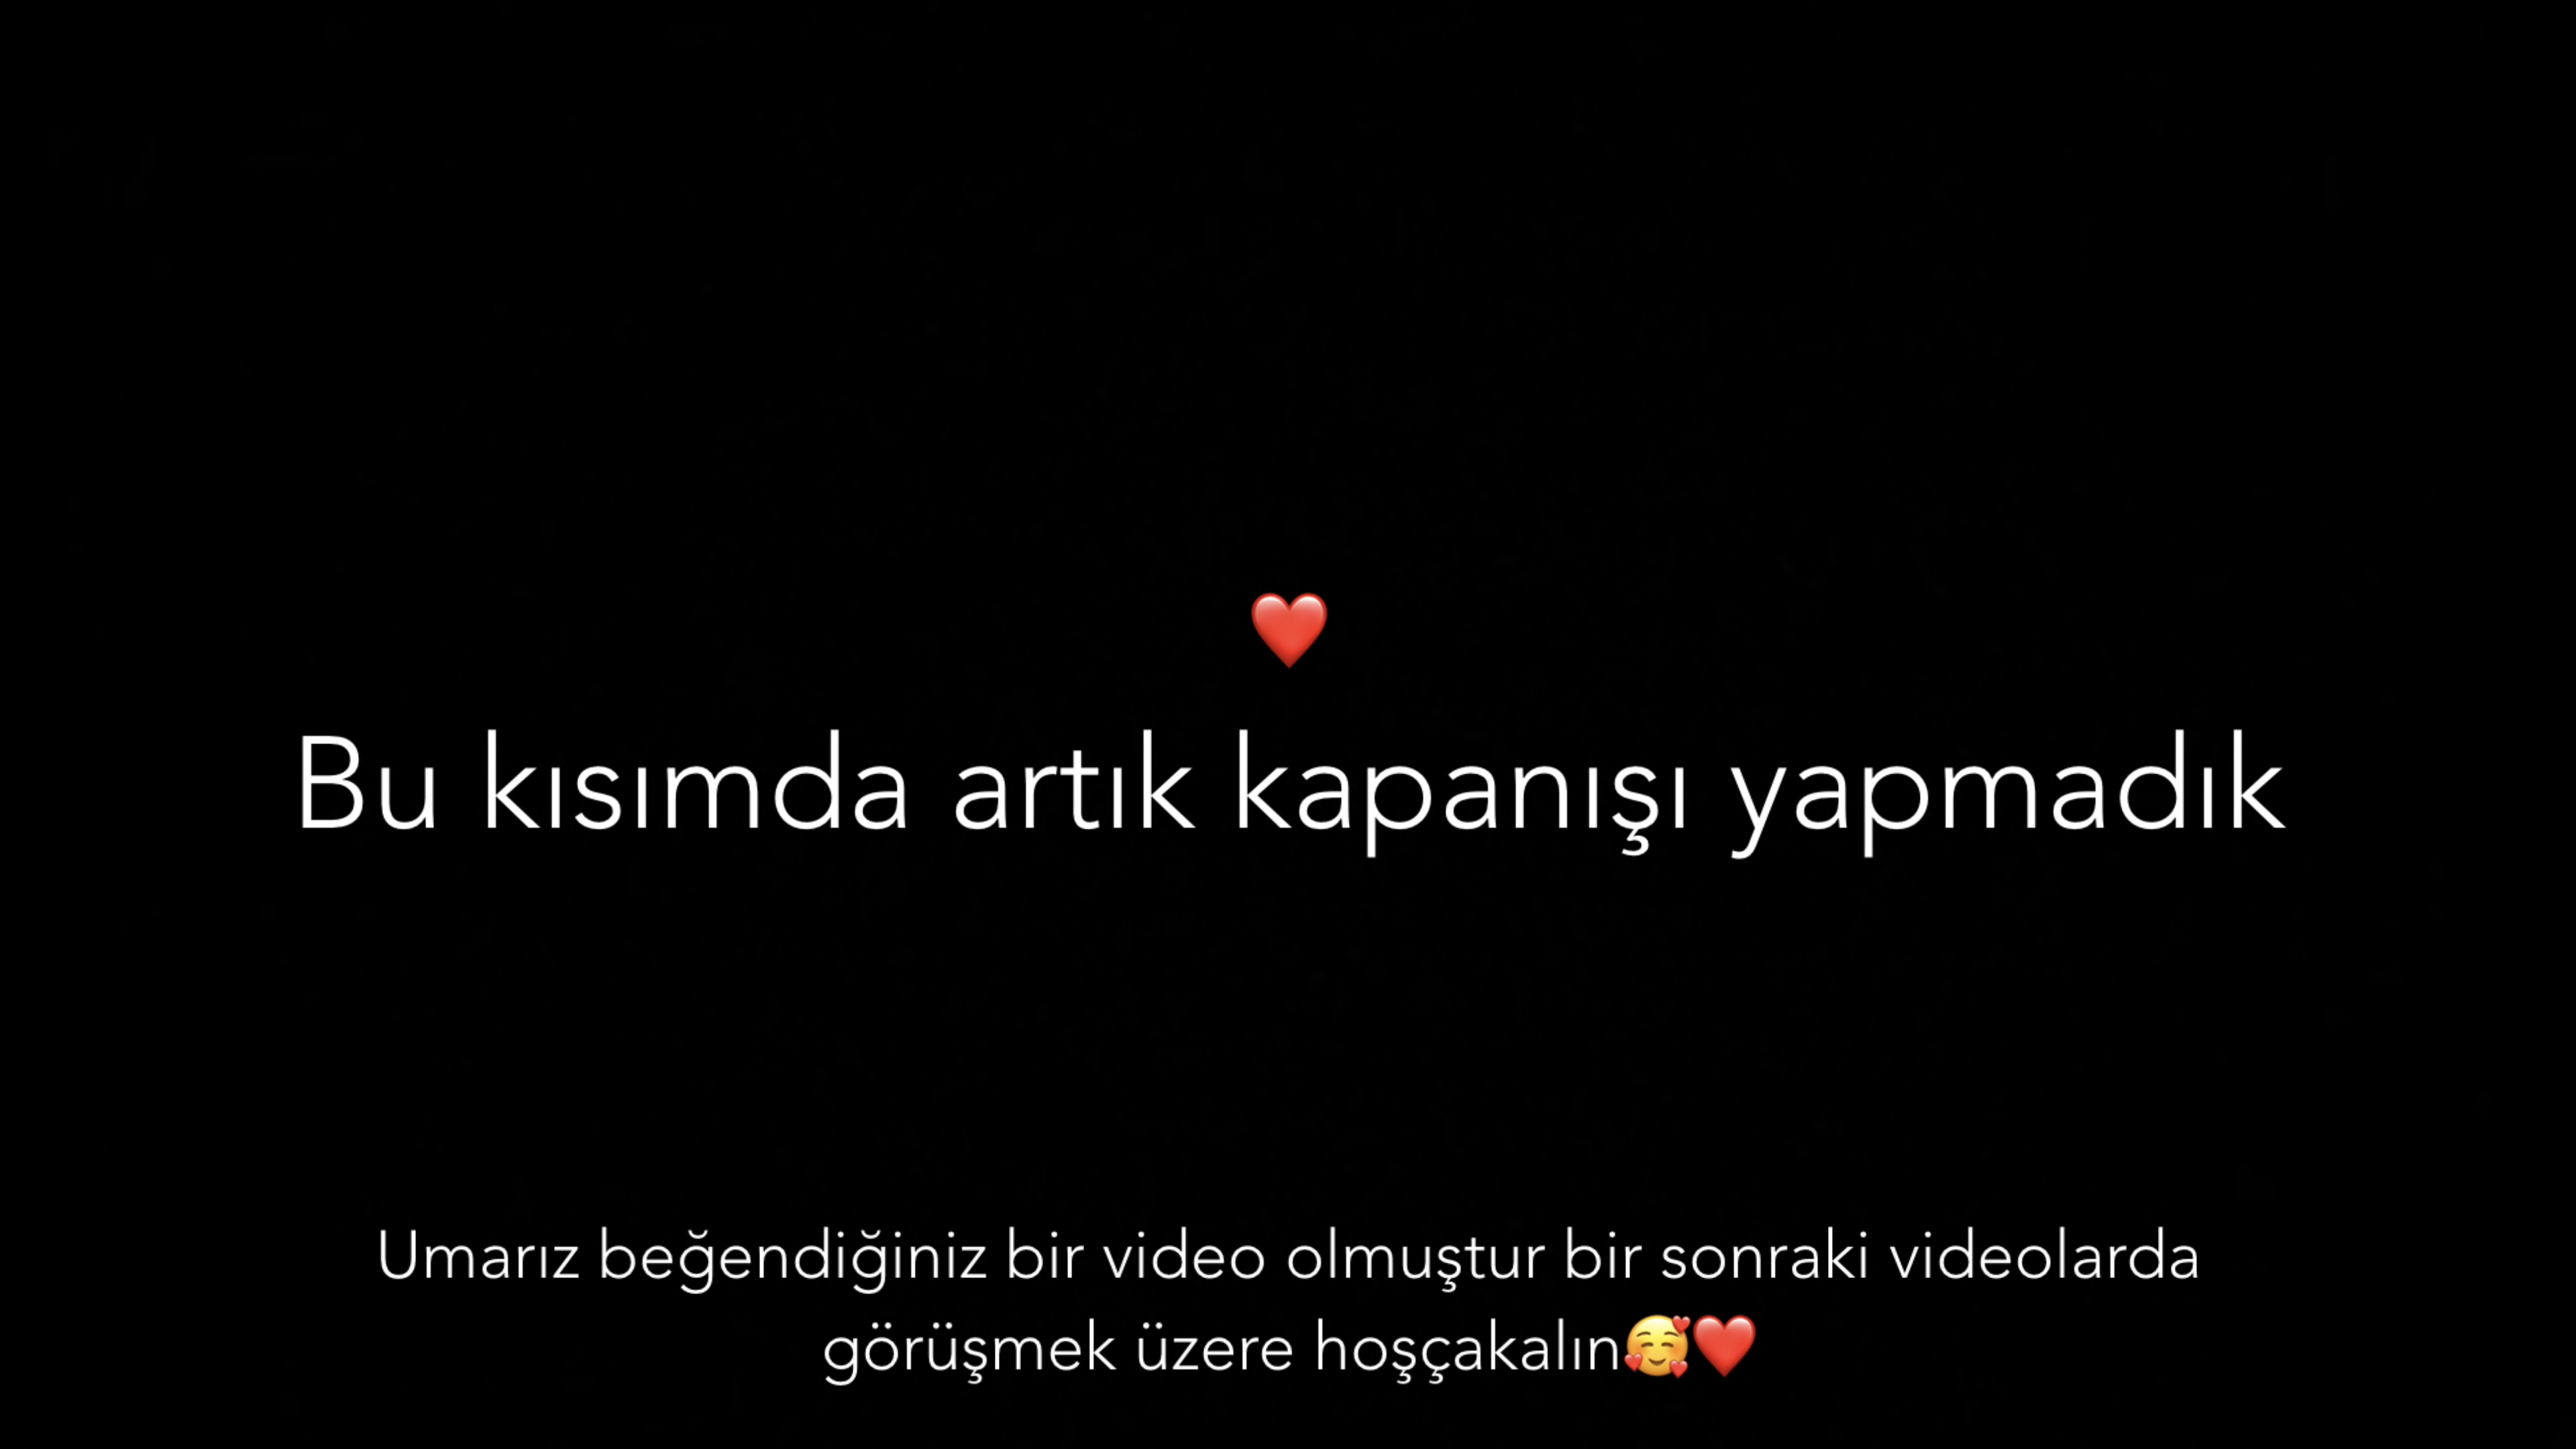 ❤️
Bu kısımda artık kapanışı yapmadık
Umarız beğendiğiniz bir video olmuştur bir sonraki videolarda
görüşmek üzere hoşçakalın🥰❤️